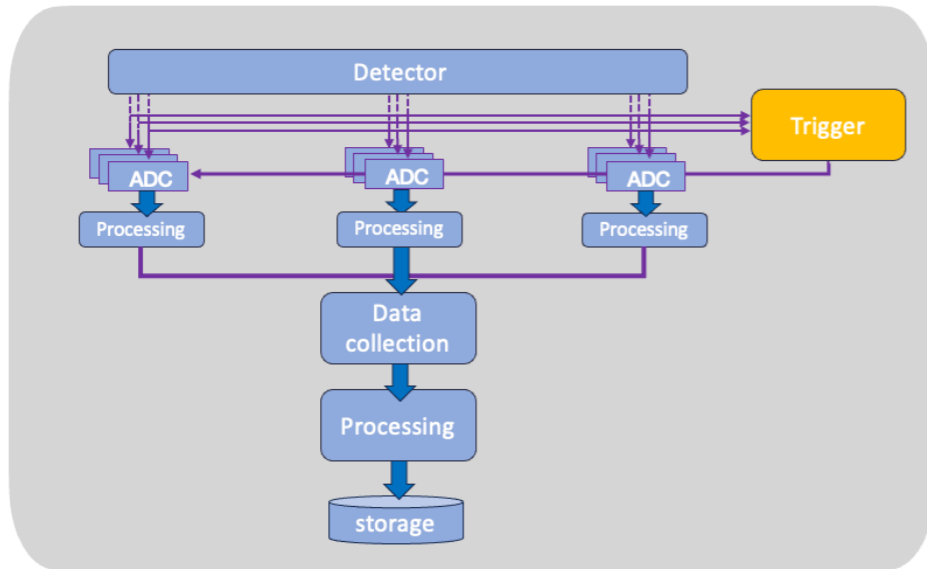 Detector
Trigger
ADC
ADC
ADC
Processing
Processing
Processing
Data
collection
Processing
storage